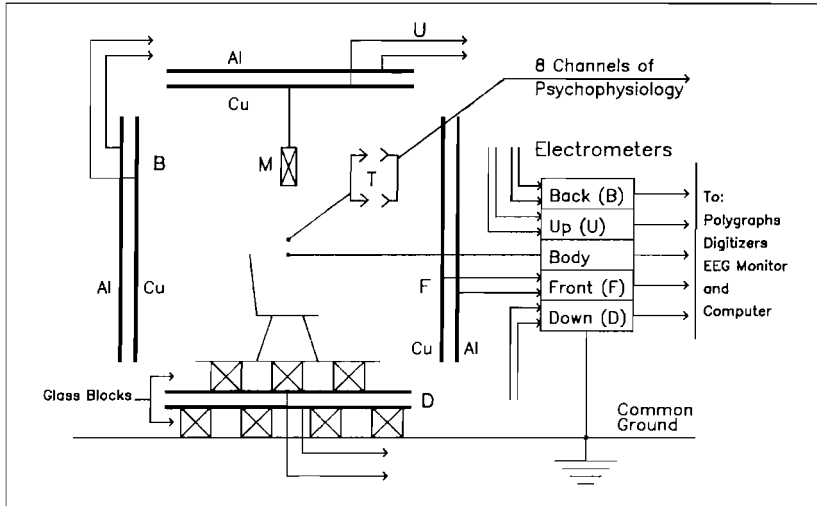 U
Al
8 Channels of
Psychophysiology
Cu
B
M
T
Electrometers
Back (B)
To:
Up (U)
Polygraphs
Digitizers
Body
EEG Monitor
Al
Cu
F
Front (F)
and
Down (D)
Computer
Cu
Al
Glass Blocks
D
Common
Ground